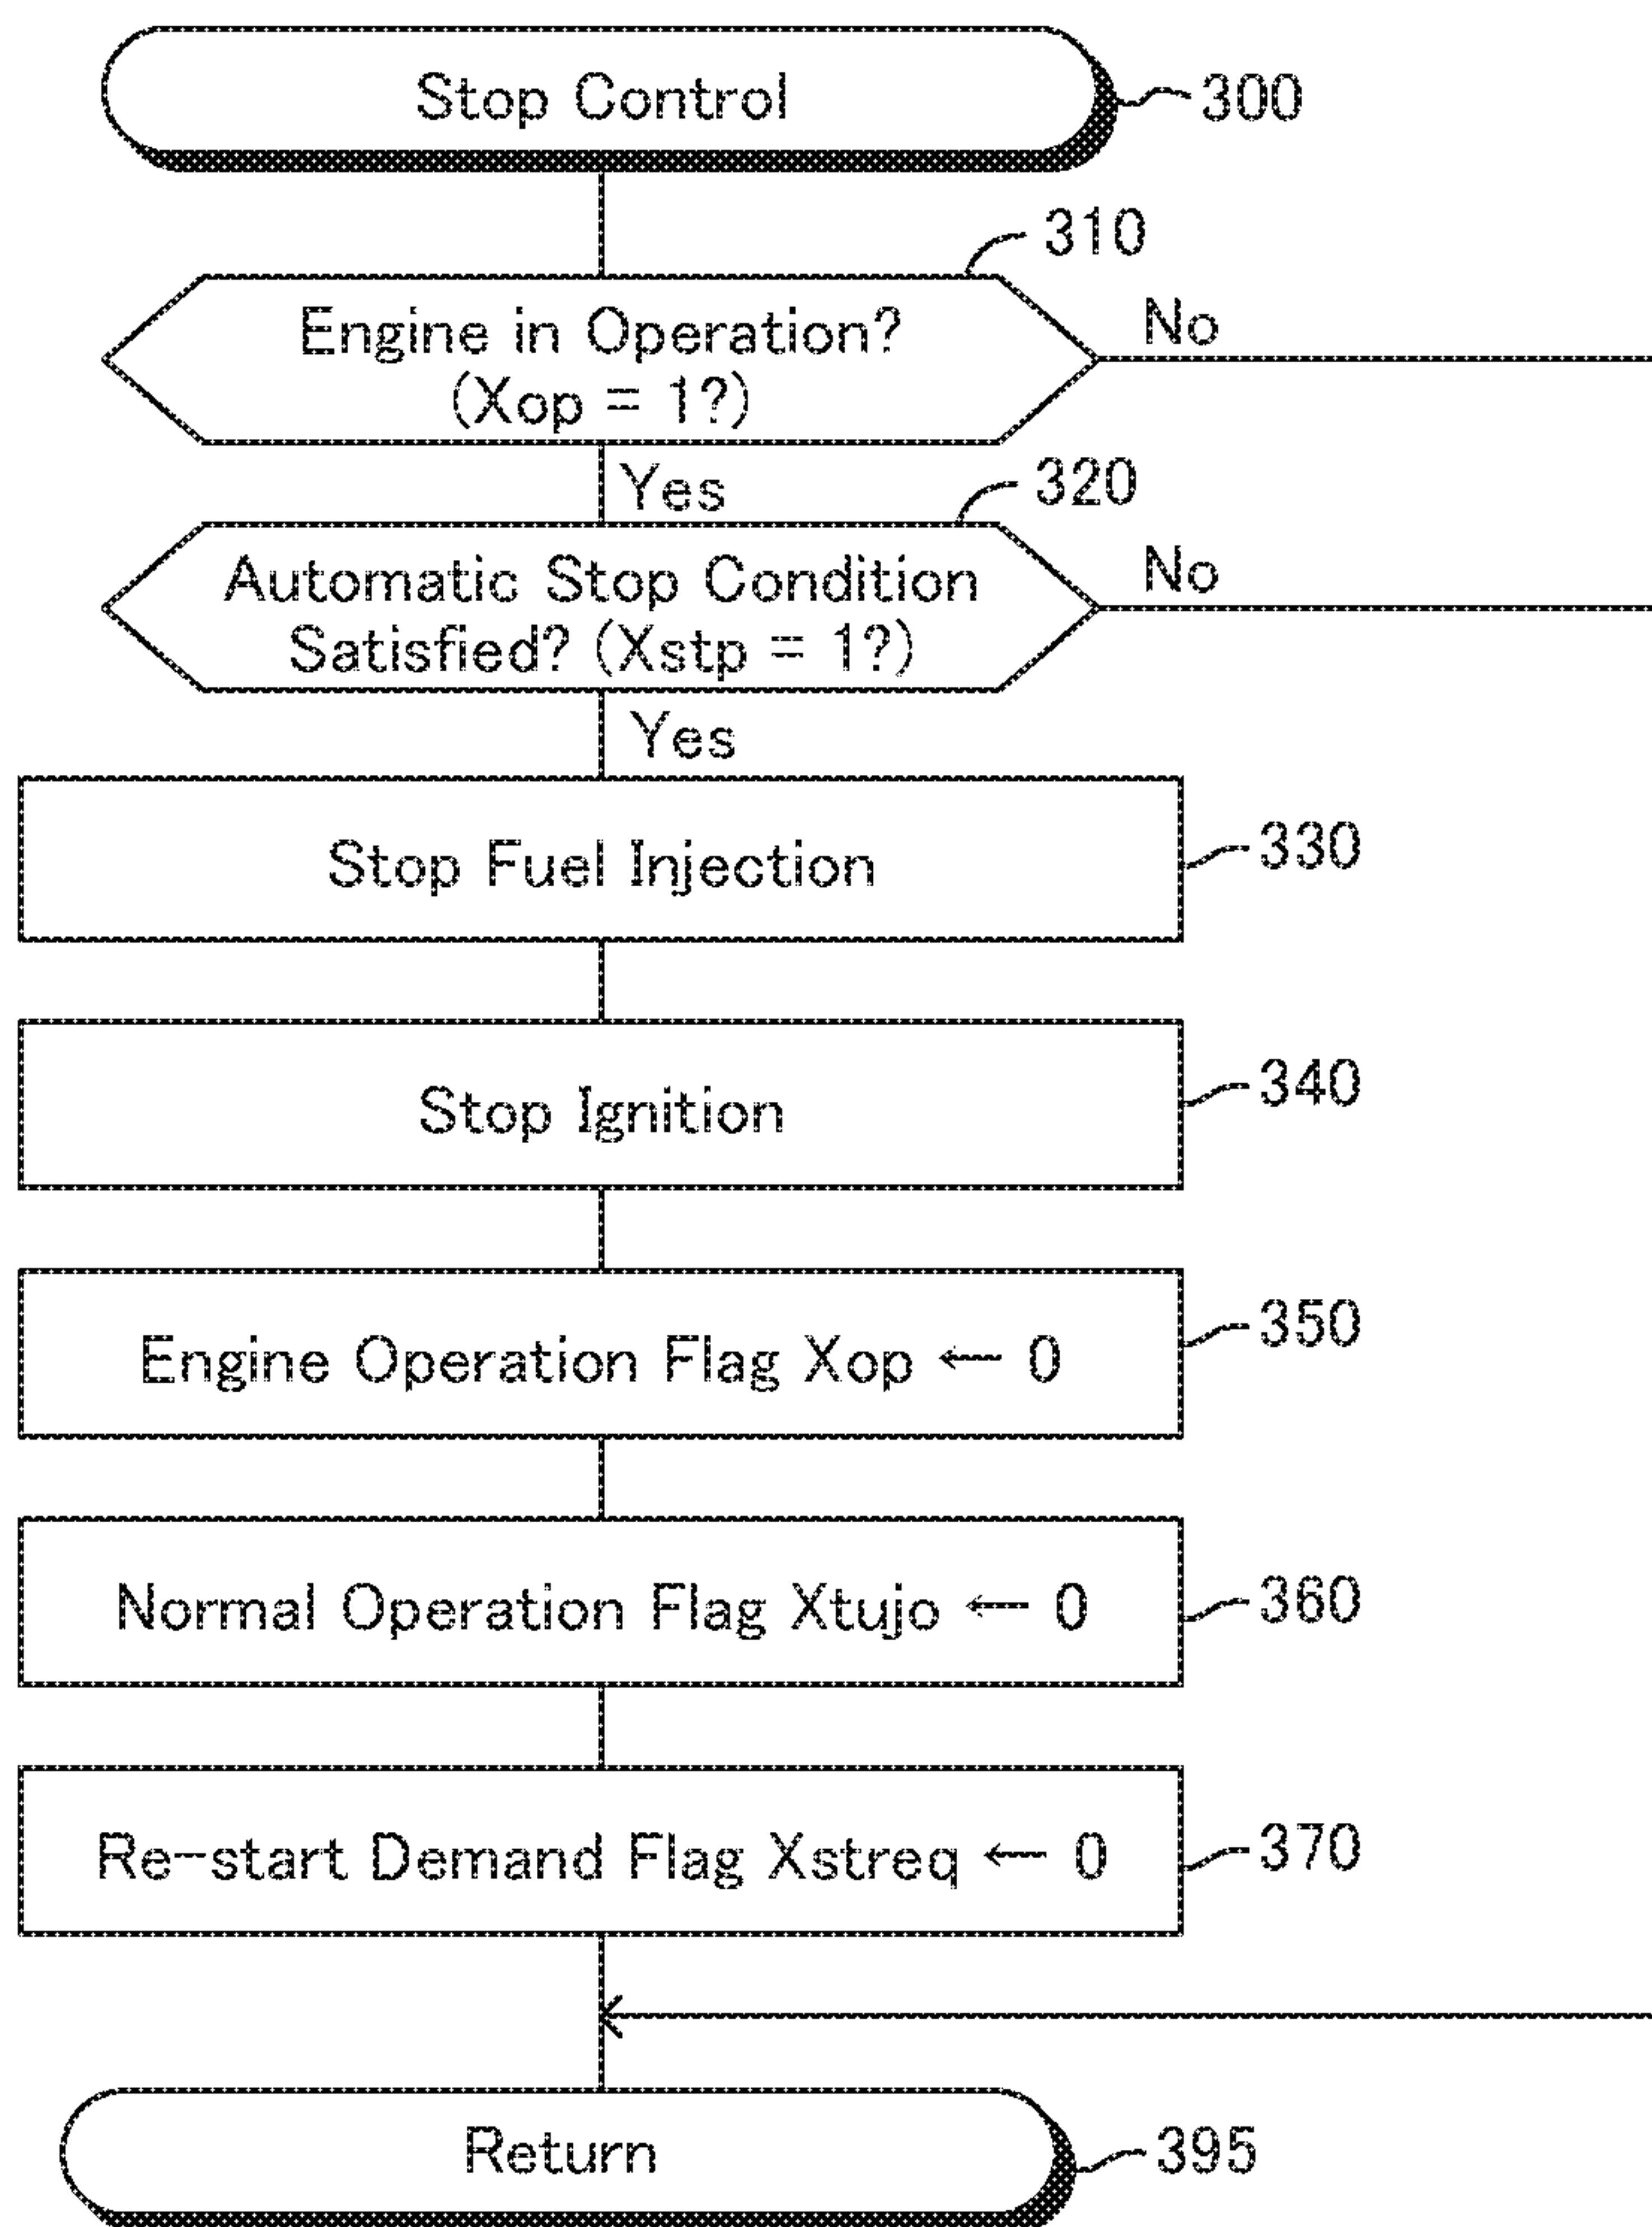 Stop Control
300
310
Engine in Operation?
(Xop = 1?)
No
Yes
320
Automatic Stop Condition
Satisfied? (Xstp = 1?)
No
Yes
Stop Fuel Injection
330
Stop Ignition
340
Engine Operation Flag Xop ← 0
350
Normal Operation Flag Xtujo ← 0
360
Re-start Demand Flag Xstreq ← 0
370
Return
395